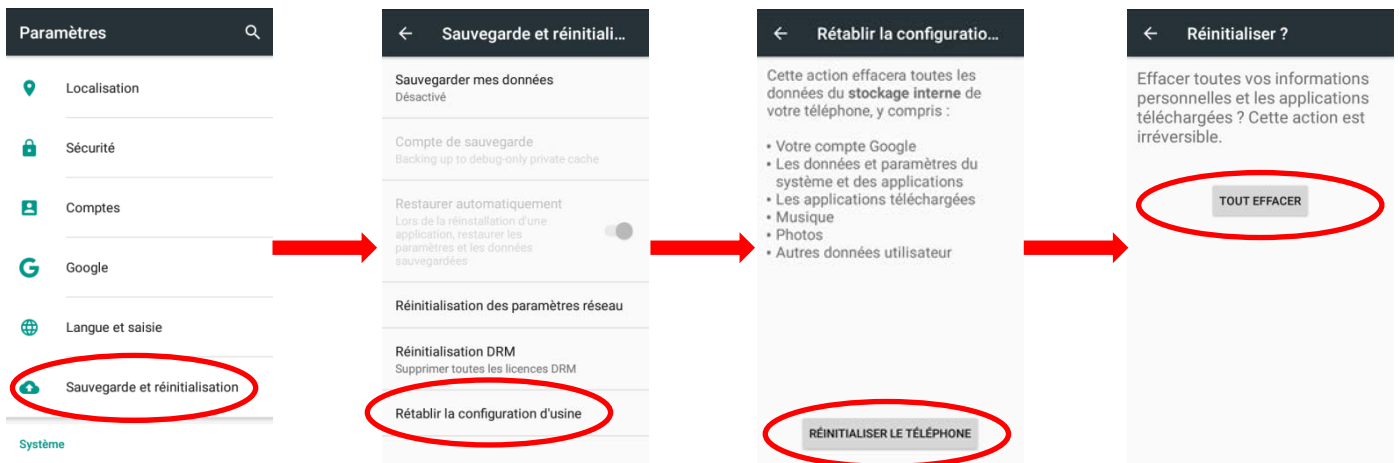 Paramètres
Localisation
Sécurité
Comptes
Google
Langue et saisie
Sauvegarde et réinitialisation
Système
Sauvegarde et réinitiali...
Sauvegarder mes données
Désactivé
Compte de sauvegarde
Backing up to debug-only private cache
Restaurer automatiquement
Lors de la réinstallation d'une
application, restaurer les
paramètres et les données
sauvegardées
Réinitialisation des paramètres réseau
Réinitialisation DRM
Supprimer toutes les licences DRM
Rétablir la configuration d'usine
Rétablir la configuratio...
Cette action effacera toutes les
données du stockage interne de
votre téléphone, y compris :
• Votre compte Google
• Les données et paramètres du
système et des applications
• Les applications téléchargées
• Musique
• Photos
• Autres données utilisateur
RÉINITIALISER LE TÉLÉPHONE
Réinitialiser ?
Effacer toutes vos informations
personnelles et les applications
téléchargées ? Cette action est
irréversible.
TOUT EFFACER